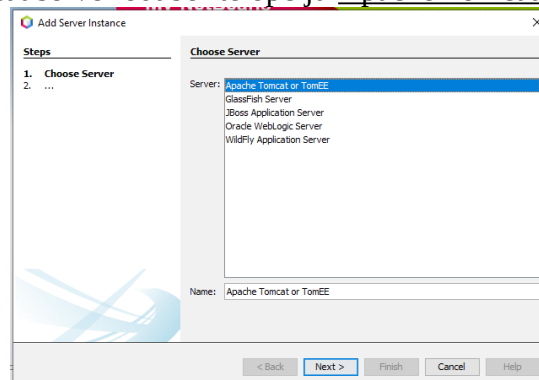 Add Server Instance
Steps
Choose Server
1. Choose Server
2. ...
Server:
Apache Tomcat or TomEE
GlassFish Server
JBoss Application Server
Oracle WebLogic Server
WildFly Application Server
Name: Apache Tomcat or TomEE
< Back Next > Finish Cancel Help